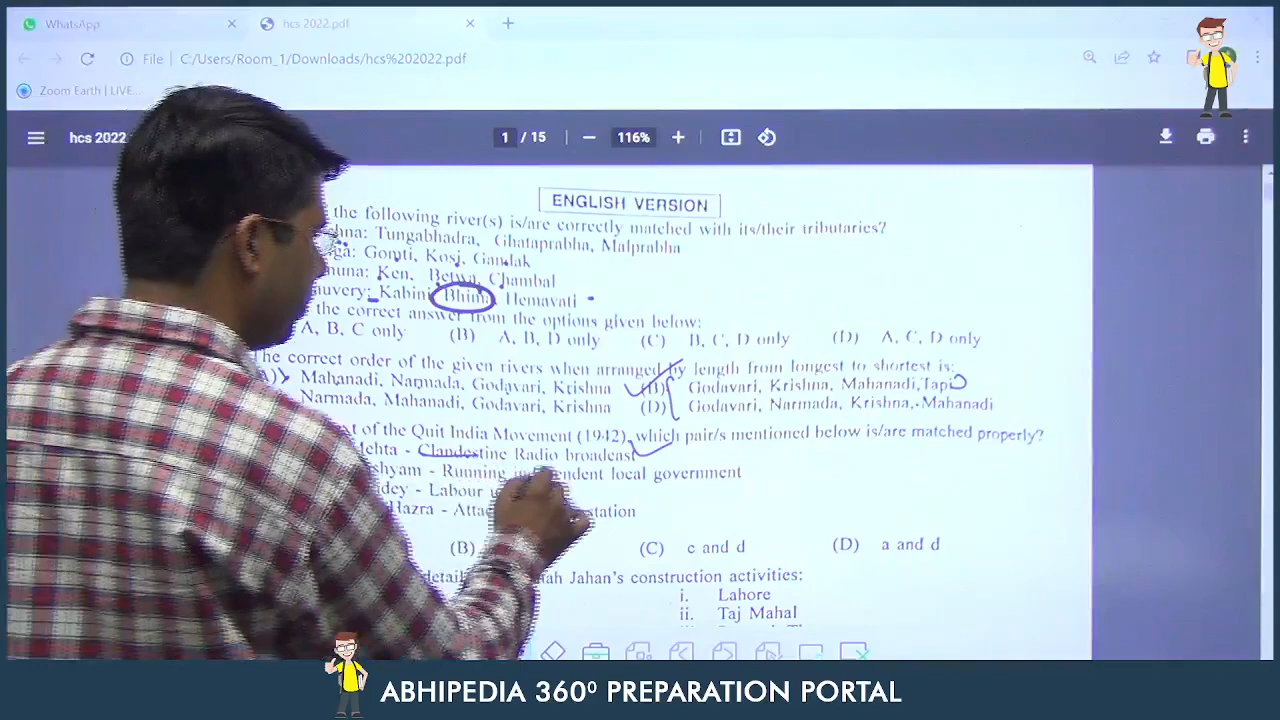 WhatsApp
hcs 2022.pdf
File | C:/Users/Room_1/Downloads/hcs%202022.pdf
Zoom Earth | LIVE...
hcs 2022
1 / 15
116%
ENGLISH VERSION
the following river(s) is/are correctly matched with its/their tributaries?
hna: Tungabhadra, Ghataprabha, Malprabha
ga: Gomti, Kosi, Gandak
nuna: Ken, Betwa, Chambal
auvery: Kabini, Bhima, Hemavati
the correct answer from the options given below:
A, B, C only (B) A, B, D only (C) B, C, D only (D) A, C, D only
The correct order of the given rivers when arranged by length from longest to shortest is:
A) Mahanadi, Narmada, Godavari, Krishna (B) Godavari, Krishna, Mahanadi, Tapi
Narmada, Mahanadi, Godavari, Krishna (D) Godavari, Narmada, Krishna, Mahanadi
t of the Quit India Movement (1942), which pair/s mentioned below is/are matched properly?
Mehta - Clandestine Radio broadcast
shyam - Running independent local government
dey - Labour
Hazra - Atta station
(B) (C) c and d (D) a and d
detail ah Jahan's construction activities:
i. Lahore
ii. Taj Mahal
ABHIPEDIA 360⁰ PREPARATION PORTAL